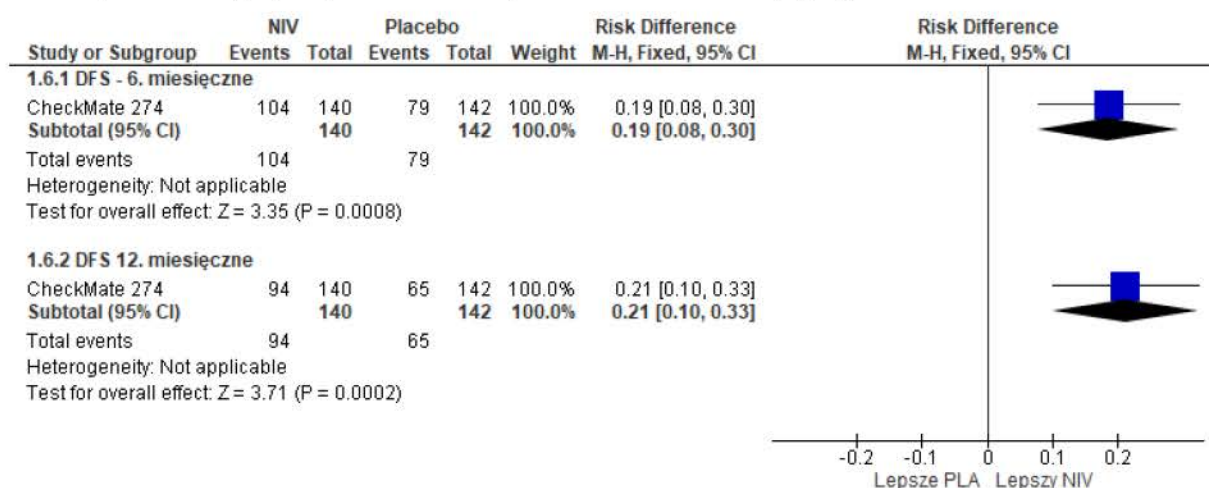 NIV Placebo Risk Difference Risk Difference
Study or Subgroup Events Total Events Total Weight M-H, Fixed, 95% CI M-H, Fixed, 95% CI
1.6.1 DFS - 6. miesięczne
CheckMate 274 104 140 79 142 100.0% 0.19 [0.08, 0.30]
Subtotal (95% CI) 140 142 100.0% 0.19 [0.08, 0.30]
Total events 104 79
Heterogeneity: Not applicable
Test for overall effect: Z = 3.35 (P = 0.0008)
1.6.2 DFS 12. miesięczne
CheckMate 274 94 140 65 142 100.0% 0.21 [0.10, 0.33]
Subtotal (95% CI) 140 142 100.0% 0.21 [0.10, 0.33]
Total events 94 65
Heterogeneity: Not applicable
Test for overall effect: Z = 3.71 (P = 0.0002)
-0.2 -0.1 0 0.1 0.2
Lepsze PLA Lepszy NIV